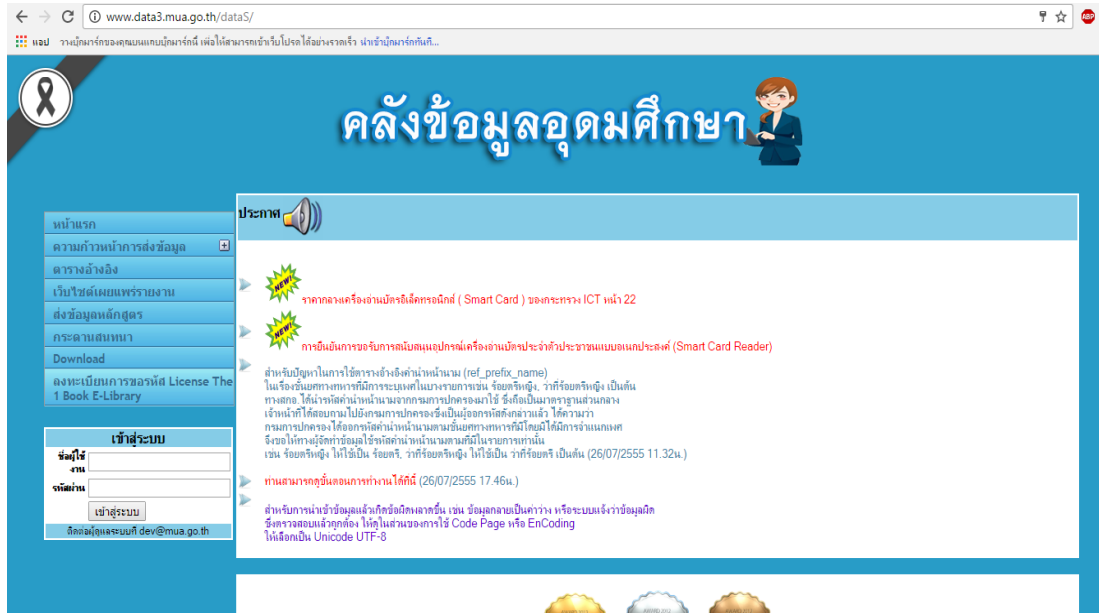 www.data3.mua.go.th/dataS/
ABP
แอป วางบุ๊กมาร์กของคุณบนแถบบุ๊กมาร์กนี้ เพื่อให้สามารถเข้าเว็บโปรดได้อย่างรวดเร็ว นำเข้าบุ๊กมาร์กทันที...
คลังข้อมูลอุดมศึกษา
ประกาศ
หน้าแรก
ความก้าวหน้าการส่งข้อมูล
ตารางอ้างอิง
เว็บไซต์เผยแพร่รายงาน
ส่งข้อมูลหลักสูตร
กระดานสนทนา
Download
ลงทะเบียนการขอรหัส License The
1 Book E-Library
เข้าสู่ระบบ
ชื่อผู้ใช้
งาน
รหัสผ่าน
เข้าสู่ระบบ
ติดต่อผู้ดูแลระบบที่ dev@mua.go.th
NEW!
ราคากลางเครื่องอ่านบัตรอิเล็คทรอนิกส์ ( Smart Card ) ของกระทรวง ICT หน้า 22
NEW!
การยืนยันการขอรับการสนับสนุนอุปกรณ์เครื่องอ่านบัตรประจำตัวประชาชนแบบอเนกประสงค์ (Smart Card Reader)
สำหรับปัญหาในการใช้ตารางอ้างอิงคำนำหน้านาม (ref_prefix_name)
ในเรื่องชั้นยศทางทหารที่มีการระบุเพศในบางรายการเช่น ร้อยตรีหญิง, ว่าที่ร้อยตรีหญิง เป็นต้น
ทางสกอ.ได้นำรหัสคำนำหน้านามจากกรมการปกครองมาใช้ ซึ่งถือเป็นมาตราฐานส่วนกลาง
เจ้าหน้าที่ได้สอบถามไปยังกรมการปกครองซึ่งเป็นผู้ออกรหัสดังกล่าวแล้ว ได้ความว่า
กรมการปกครองได้ออกรหัสคำนำหน้านามตามชั้นยศทางทหารที่มีโดยมิได้มีการจำแนกเพศ
จึงขอให้ทางผู้จัดทำข้อมูลใช้รหัสคำนำหน้านามตามที่มีในรายการเท่านั้น
เช่น ร้อยตรีหญิง ให้ใช้เป็น ร้อยตรี, ว่าที่ร้อยตรีหญิง ให้ใช้เป็น ว่าที่ร้อยตรี เป็นต้น (26/07/2555 11.32น.)
ท่านสามารถดูขั้นตอนการทำงานได้ที่นี่ (26/07/2555 17.46น.)
สำหรับการนำเข้าข้อมูลแล้วเกิดข้อผิดพลาดขึ้น เช่น ข้อมูลกลายเป็นค่าว่าง หรือระบบแจ้งว่าข้อมูลผิด
ซึ่งตรวจสอบแล้วถูกต้อง ให้ดูในส่วนของการใช้ Code Page หรือ EnCoding
ให้เลือกเป็น Unicode UTF-8